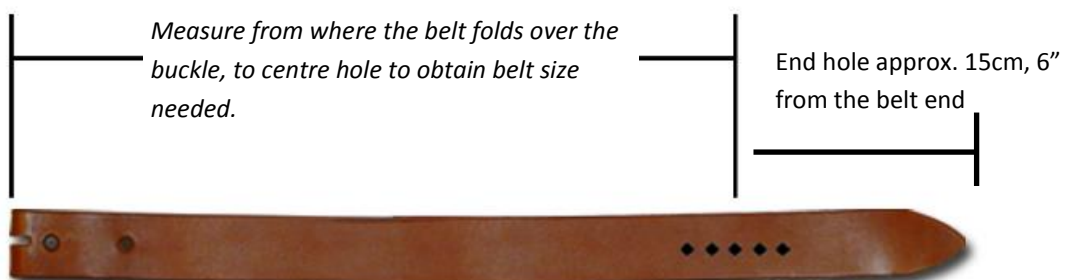 Measure from where the belt folds over the
buckle, to centre hole to obtain belt size
needed.
End hole approx. 15cm, 6”
from the belt end